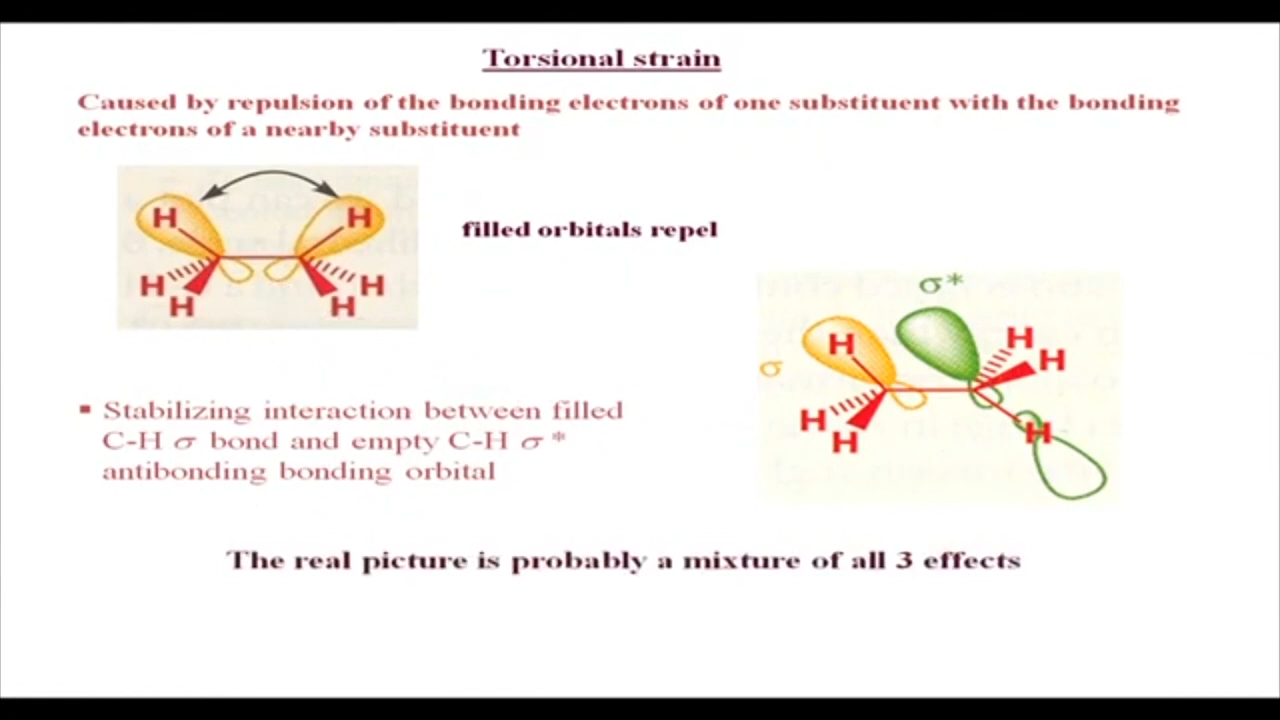 Torsional strain
Caused by repulsion of the bonding electrons of one substituent with the bonding
electrons of a nearby substituent
H H
H H
H H
filled orbitals repel
σ*
σ
H H H
H H
H
▪ Stabilizing interaction between filled
C-H σ bond and empty C-H σ*
antibonding bonding orbital
The real picture is probably a mixture of all 3 effects